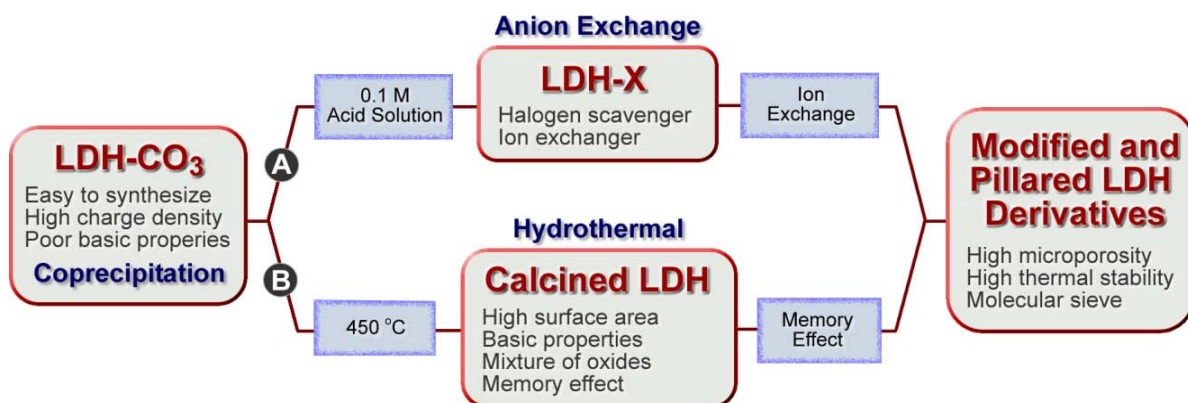 LDH-CO3
Easy to synthesize
High charge density
Poor basic properies
Coprecipitation
A
0.1 M
Acid Solution
Anion Exchange
LDH-X
Halogen scavenger
Ion exchanger
Ion
Exchange
B
450 °C
Hydrothermal
Calcined LDH
High surface area
Basic properties
Mixture of oxides
Memory effect
Memory
Effect
Modified and
Pillared LDH
Derivatives
High microporosity
High thermal stability
Molecular sieve